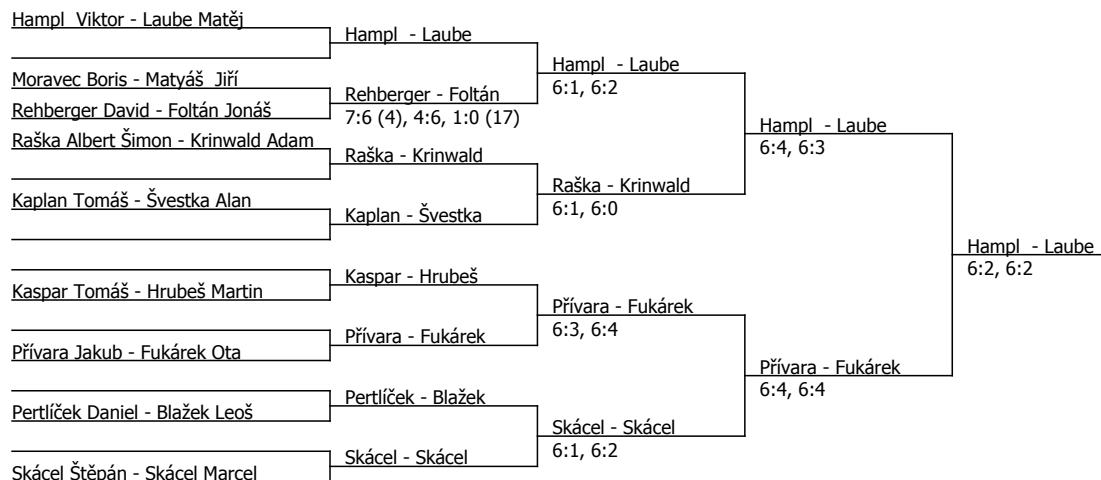 Hampl  Viktor - Laube Matěj
Moravec Boris - Matyáš  Jiří
Rehberger David - Foltán Jonáš
Raška Albert Šimon - Krinwald Adam
Kaplan Tomáš - Švestka Alan
Kaspar Tomáš - Hrubeš Martin
Přívara Jakub - Fukárek Ota
Pertlíček Daniel - Blažek Leoš
Skácel Štěpán - Skácel Marcel
Hampl  - Laube
Rehberger - Foltán
7:6 (4), 4:6, 1:0 (17)
Raška - Krinwald
Kaplan - Švestka
Kaspar - Hrubeš
Přívara - Fukárek
Pertlíček - Blažek
Skácel - Skácel
Hampl  - Laube
6:1, 6:2
Raška - Krinwald
6:1, 6:0
Přívara - Fukárek
6:3, 6:4
Skácel - Skácel
6:1, 6:2
Hampl  - Laube
6:4, 6:3
Přívara - Fukárek
6:4, 6:4
Hampl  - Laube
6:2, 6:2